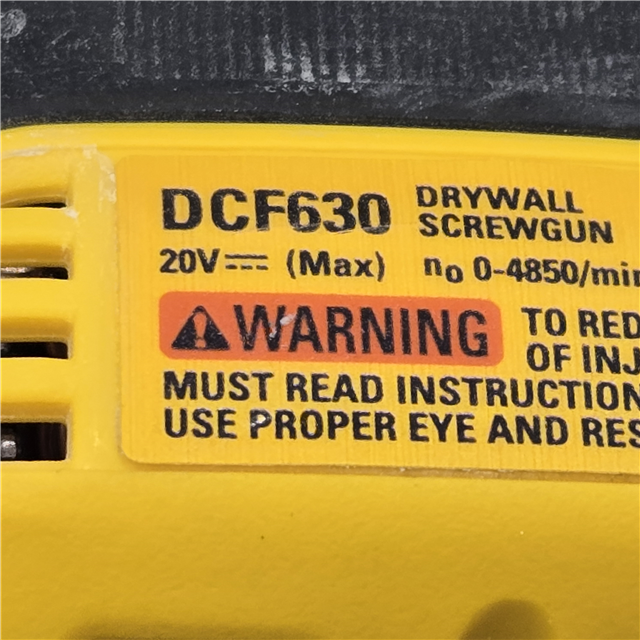 DCF630 DRYWALL
SCREWGUN
20V (Max) no 0-4850/min
WARNING TO RED
OF INJ
MUST READ INSTRUCTION
USE PROPER EYE AND RES